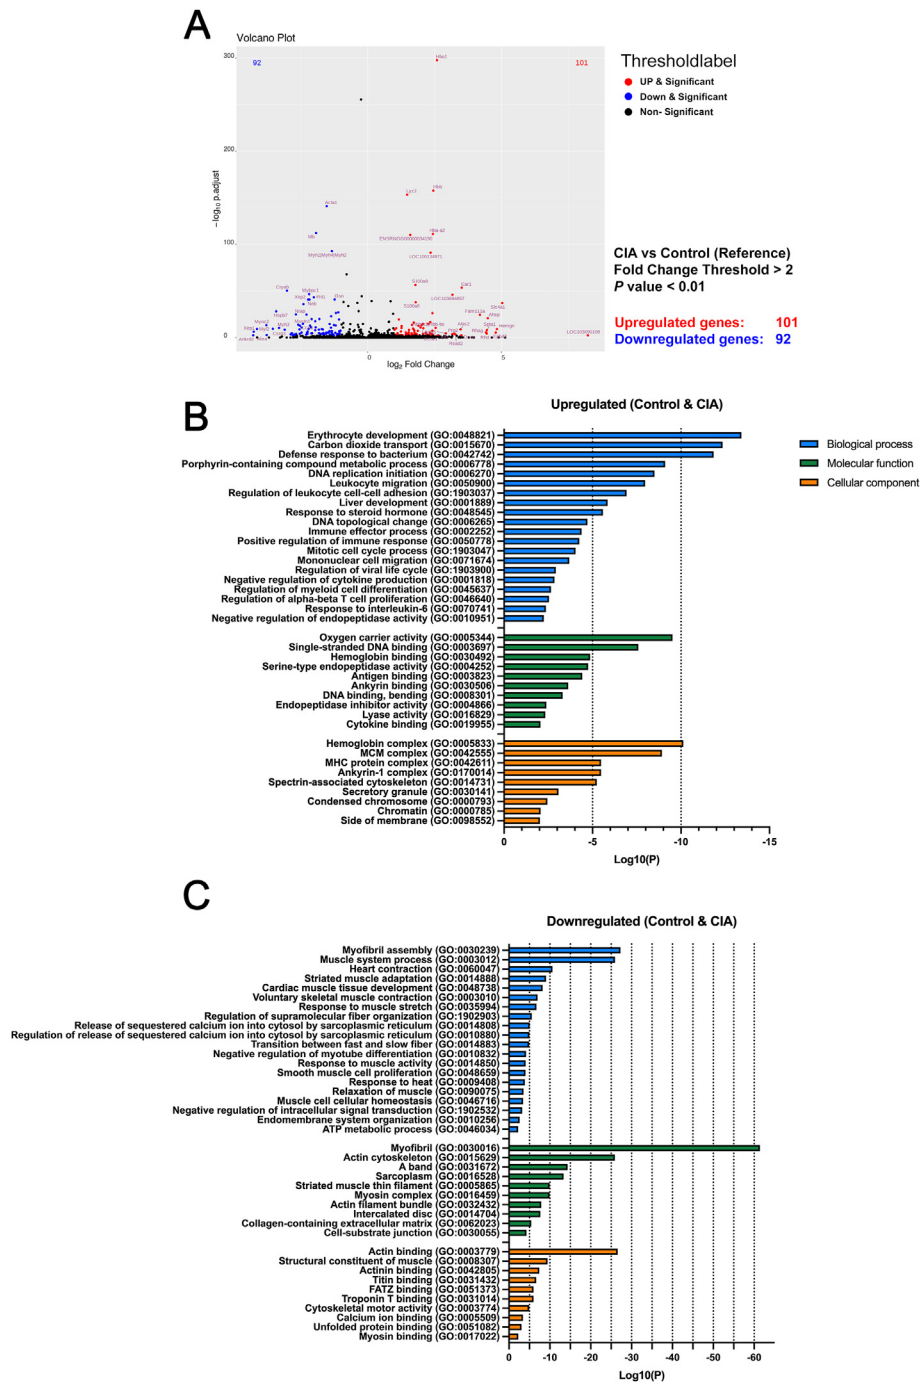 A
Volcano Plot
92
101
Hba1
300
200
100
0
−log10 p.adjust
Lyz2
Hbb
Acta1
Mb
Hba-a2
LOC100134871
S100a9
Cah1
Cryab
S100a8
Slc4a1
Fam111a
Hspb7
Hemgn
0
5
log2 Fold Change
Thresholdlabel
UP & Significant
Down & Significant
Non- Significant
CIA vs Control (Reference)
Fold Change Threshold > 2
P value < 0.01
Upregulated genes: 101
Downregulated genes: 92
B
Upregulated (Control & CIA)
Erythrocyte development (GO:0048821)
Carbon dioxide transport (GO:0015670)
Defense response to bacterium (GO:0042742)
Porphyrin-containing compound metabolic process (GO:0006778)
DNA replication initiation (GO:0006270)
Leukocyte migration (GO:0050900)
Regulation of leukocyte cell-cell adhesion (GO:1903037)
Liver development (GO:0001889)
Response to steroid hormone (GO:0048545)
DNA topological change (GO:0006265)
Immune effector process (GO:0002252)
Positive regulation of immune response (GO:0050778)
Mitotic cell cycle process (GO:1903047)
Mononuclear cell migration (GO:0071674)
Regulation of viral life cycle (GO:1903900)
Negative regulation of cytokine production (GO:0001818)
Regulation of myeloid cell differentiation (GO:0045637)
Regulation of alpha-beta T cell proliferation (GO:0046640)
Response to interleukin-6 (GO:0070741)
Negative regulation of endopeptidase activity (GO:0010951)
Oxygen carrier activity (GO:0005344)
Single-stranded DNA binding (GO:0003697)
Hemoglobin binding (GO:0030492)
Serine-type endopeptidase activity (GO:0004252)
Antigen binding (GO:0003823)
Ankyrin binding (GO:0030506)
DNA binding, bending (GO:0008301)
Endopeptidase inhibitor activity (GO:0004866)
Lyase activity (GO:0016829)
Cytokine binding (GO:0019955)
Hemoglobin complex (GO:0005833)
MCM complex (GO:0042555)
MHC protein complex (GO:0042611)
Ankyrin-1 complex (GO:0170014)
Spectrin-associated cytoskeleton (GO:0014731)
Secretory granule (GO:0030141)
Condensed chromosome (GO:0000793)
Chromatin (GO:0000785)
Side of membrane (GO:0098552)
0 -5 -10 -15
Log10(P)
Biological process
Molecular function
Cellular component
C
Downregulated (Control & CIA)
Myofibril assembly (GO:0030239)
Muscle system process (GO:0003012)
Heart contraction (GO:0060047)
Striated muscle adaptation (GO:0014888)
Cardiac muscle tissue development (GO:0048738)
Voluntary skeletal muscle contraction (GO:0003010)
Response to muscle stretch (GO:0035994)
Regulation of supramolecular fiber organization (GO:1902903)
Release of sequestered calcium ion into cytosol by sarcoplasmic reticulum (GO:0014808)
Regulation of release of sequestered calcium ion into cytosol by sarcoplasmic reticulum (GO:0010880)
Transition between fast and slow fiber (GO:0014883)
Negative regulation of myotube differentiation (GO:0010832)
Response to muscle activity (GO:0014850)
Smooth muscle cell proliferation (GO:0048659)
Response to heat (GO:0009408)
Relaxation of muscle (GO:0090075)
Muscle cell cellular homeostasis (GO:0046716)
Negative regulation of intracellular signal transduction (GO:1902532)
Endomembrane system organization (GO:0010256)
ATP metabolic process (GO:0046034)
Myofibril (GO:0030016)
Actin cytoskeleton (GO:0015629)
A band (GO:0031672)
Sarcoplasm (GO:0016528)
Striated muscle thin filament (GO:0005865)
Myosin complex (GO:0016459)
Actin filament bundle (GO:0032432)
Intercalated disc (GO:0014704)
Collagen-containing extracellular matrix (GO:0062023)
Cell-substrate junction (GO:0030055)
Actin binding (GO:0003779)
Structural constituent of muscle (GO:0008307)
Actinin binding (GO:0042805)
Titin binding (GO:0031432)
FATZ binding (GO:0051373)
Troponin T binding (GO:0031014)
Cytoskeletal motor activity (GO:0003774)
Calcium ion binding (GO:0005509)
Unfolded protein binding (GO:0051082)
Myosin binding (GO:0017022)
0 -10 -20 -30 -40 -50 -60
Log10(P)